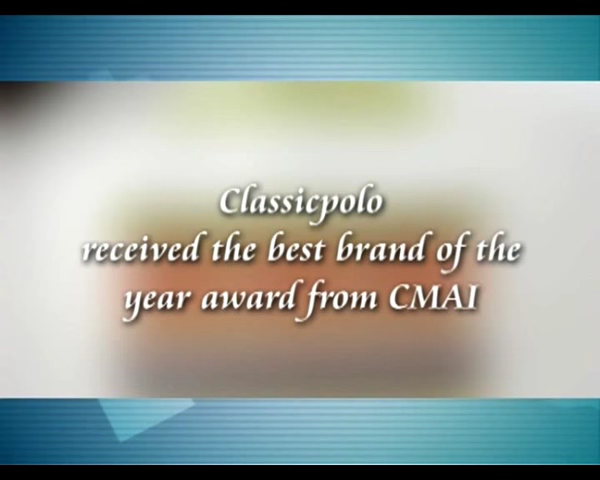 Classicpolo
received the best brand of the
year award from CMAI